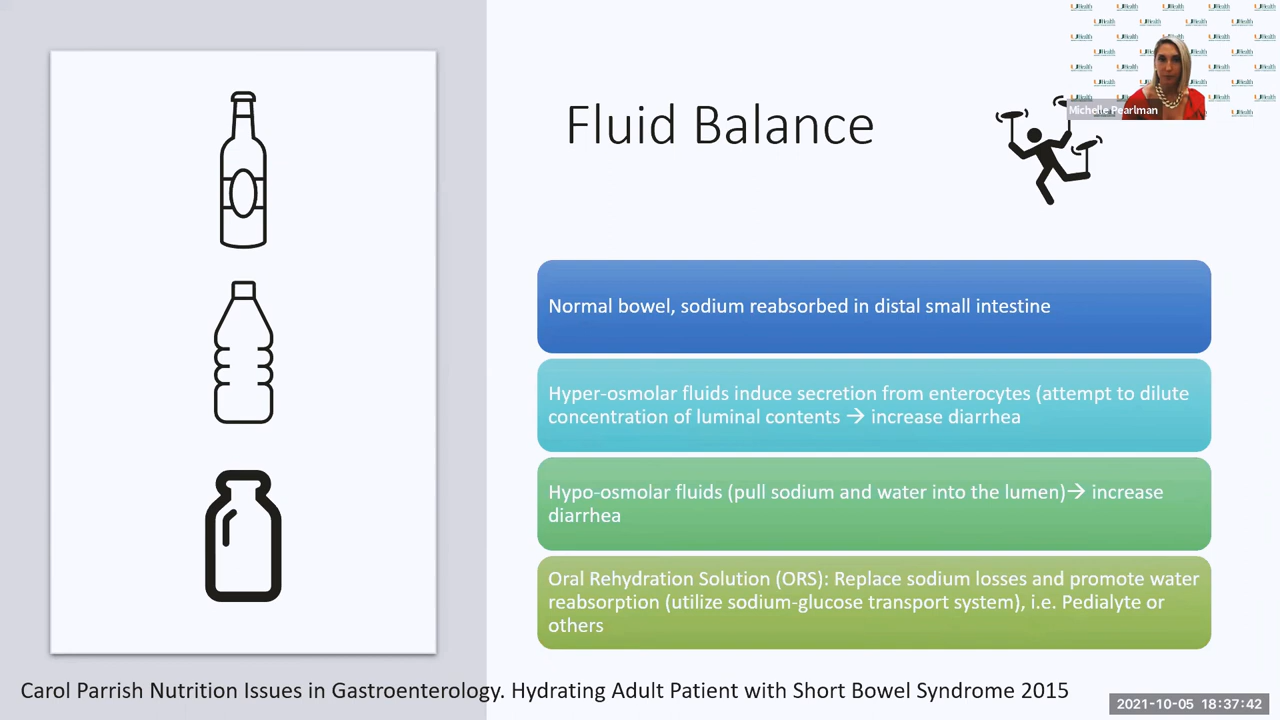 UHealth
Michelle Pearlman
Fluid Balance
Normal bowel, sodium reabsorbed in distal small intestine
Hyper-osmolar fluids induce secretion from enterocytes (attempt to dilute
concentration of luminal contents → increase diarrhea
Hypo-osmolar fluids (pull sodium and water into the lumen)→ increase
diarrhea
Oral Rehydration Solution (ORS): Replace sodium losses and promote water
reabsorption (utilize sodium-glucose transport system), i.e. Pedialyte or
others
Carol Parrish Nutrition Issues in Gastroenterology. Hydrating Adult Patient with Short Bowel Syndrome 2015
2021-10-05 18:37:42